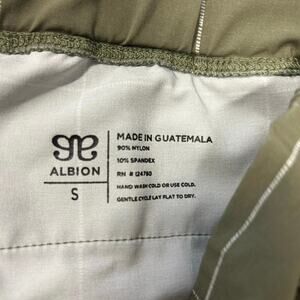 ALBION
S
MADE IN GUATEMALA
90% NYLON
10% SPANDEX
RN # 124760
HAND WASH COLD OR USE COLD.
GENTLE CYCLE LAY FLAT TO DRY.